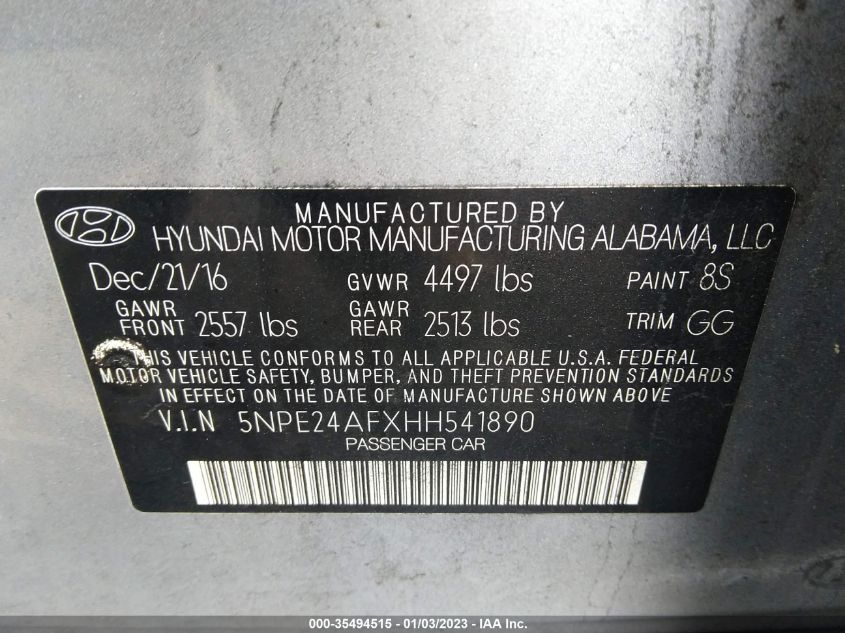 MANUFACTURED BY
HYUNDAI MOTOR MANUFACTURING ALABAMA, LLC
Dec/21/16 GVWR 4497 lbs PAINT 8S
GAWR FRONT 2557 lbs GAWR REAR 2513 lbs TRIM GG
THIS VEHICLE CONFORMS TO ALL APPLICABLE U.S.A. FEDERAL
MOTOR VEHICLE SAFETY, BUMPER, AND THEFT PREVENTION STANDARDS
IN EFFECT ON THE DATE OF MANUFACTURE SHOWN ABOVE
V.I.N 5NPE24AFXHH541890
PASSENGER CAR
000-35494515 - 01/03/2023 - IAA Inc.